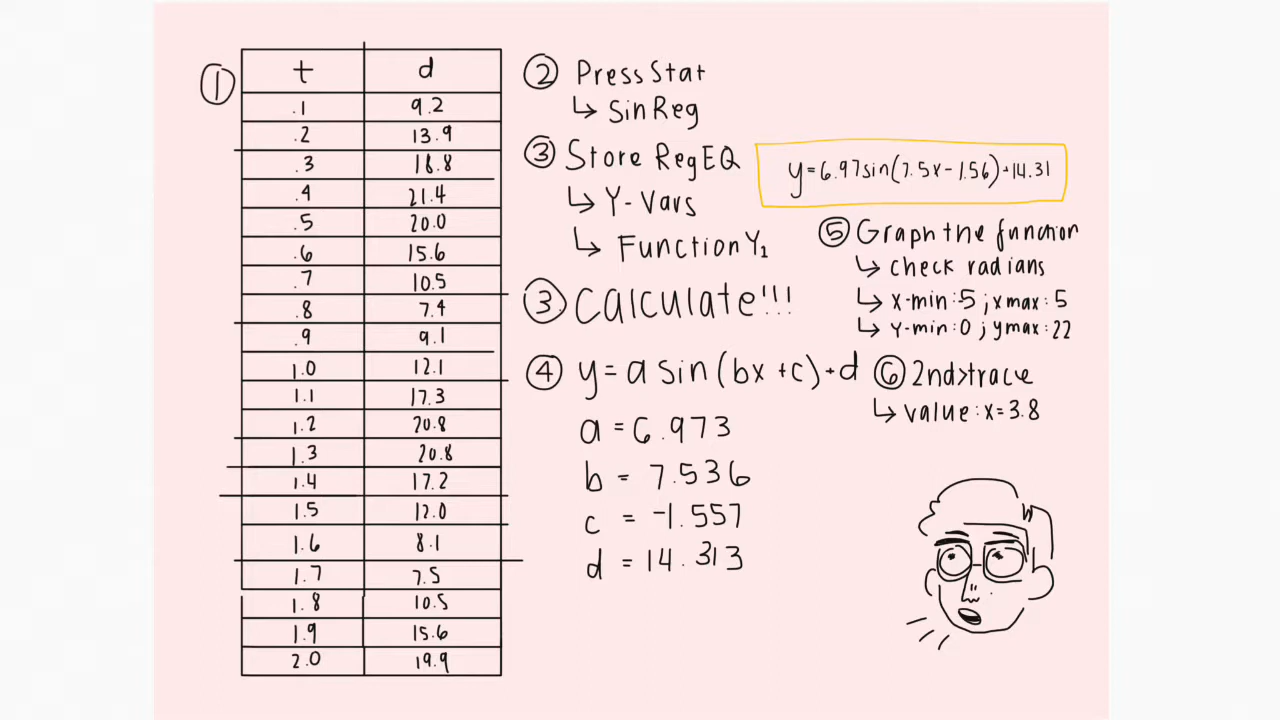 ①
t d
.1 9.2
.2 13.9
.3 18.8
.4 21.4
.5 20.0
.6 15.6
.7 10.5
.8 7.4
.9 9.1
1.0 12.1
1.1 17.3
1.2 20.8
1.3 20.8
1.4 17.2
1.5 12.0
1.6 8.1
1.7 7.5
1.8 10.5
1.9 15.6
2.0 19.9
② Press Stat
↳ SinReg
③ Store RegEQ
↳ Y-Vars
↳ Function Y₁
③ Calculate!!!
④ y = a sin(bx + c) + d
a = 6.973
b = 7.536
c = -1.557
d = 14.313
y=6.97sin(7.5x-1.56)+14.31
⑤ Graph the function
↳ check radians
↳ x-min:-5 ; xmax:5
↳ Y-min:0 ; ymax:22
⑥ 2nd>trace
↳ value: x=3.8